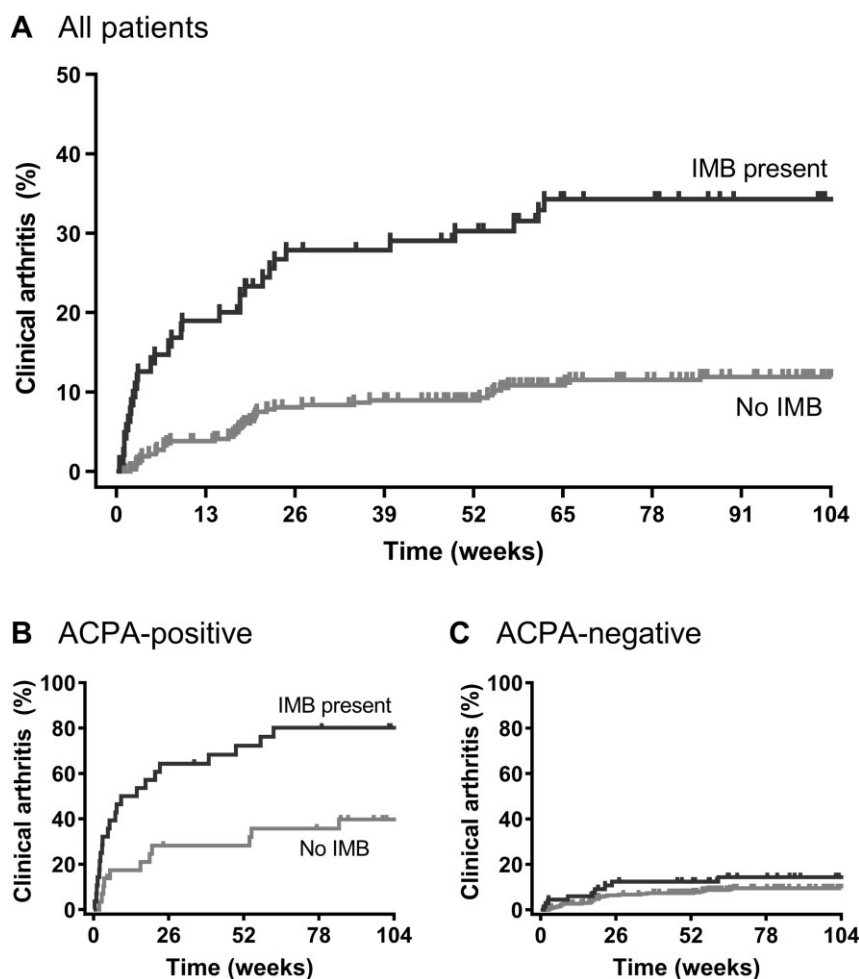 A All patients
50
40
30
20
10
0
Clinical arthritis (%)
IMB present
No IMB
0 13 26 39 52 65 78 91 104
Time (weeks)
B ACPA-positive
100
80
60
40
20
0
Clinical arthritis (%)
IMB present
No IMB
0 26 52 78 104
Time (weeks)
C ACPA-negative
100
80
60
40
20
0
Clinical arthritis (%)
0 26 52 78 104
Time (weeks)